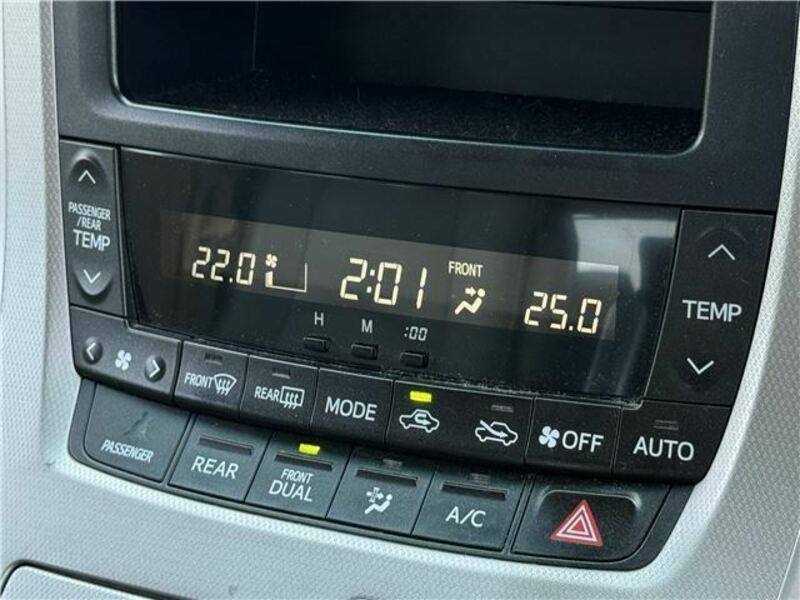 PASSENGER
/REAR
TEMP
22.0
2:01
FRONT
25.0
H
M
:00
TEMP
FRONT
REAR
MODE
OFF
AUTO
PASSENGER
REAR
FRONT
DUAL
A/C